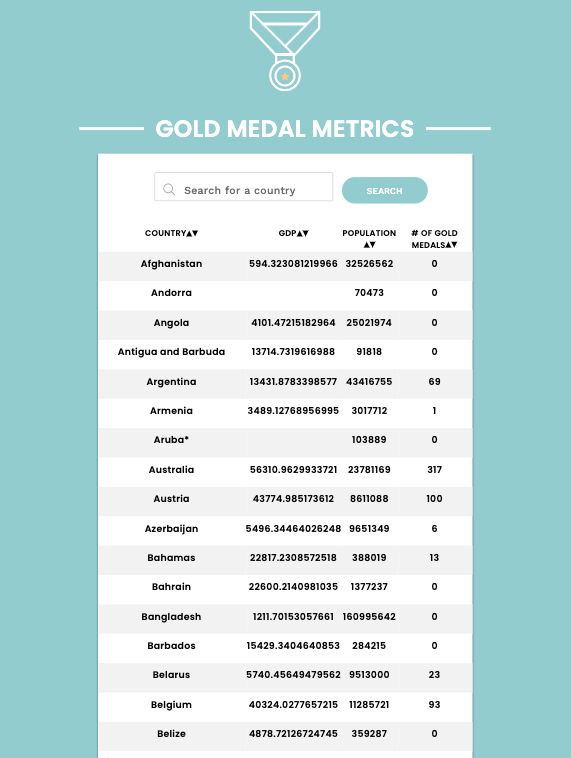 GOLD MEDAL METRICS
Search for a country
SEARCH
COUNTRY▲▼ GDP▲▼ POPULATION ▲▼ # OF GOLD MEDALS▲▼
Afghanistan 594.323081219966 32526562 0
Andorra 70473 0
Angola 4101.47215182964 25021974 0
Antigua and Barbuda 13714.7319616988 91818 0
Argentina 13431.8783398577 43416755 69
Armenia 3489.12768956995 3017712 1
Aruba* 103889 0
Australia 56310.9629933721 23781169 317
Austria 43774.985173612 8611088 100
Azerbaijan 5496.34464026248 9651349 6
Bahamas 22817.2308572518 388019 13
Bahrain 22600.2140981035 1377237 0
Bangladesh 1211.70153057661 160995642 0
Barbados 15429.3404640853 284215 0
Belarus 5740.45649479562 9513000 23
Belgium 40324.0277657215 11285721 93
Belize 4878.72126724745 359287 0